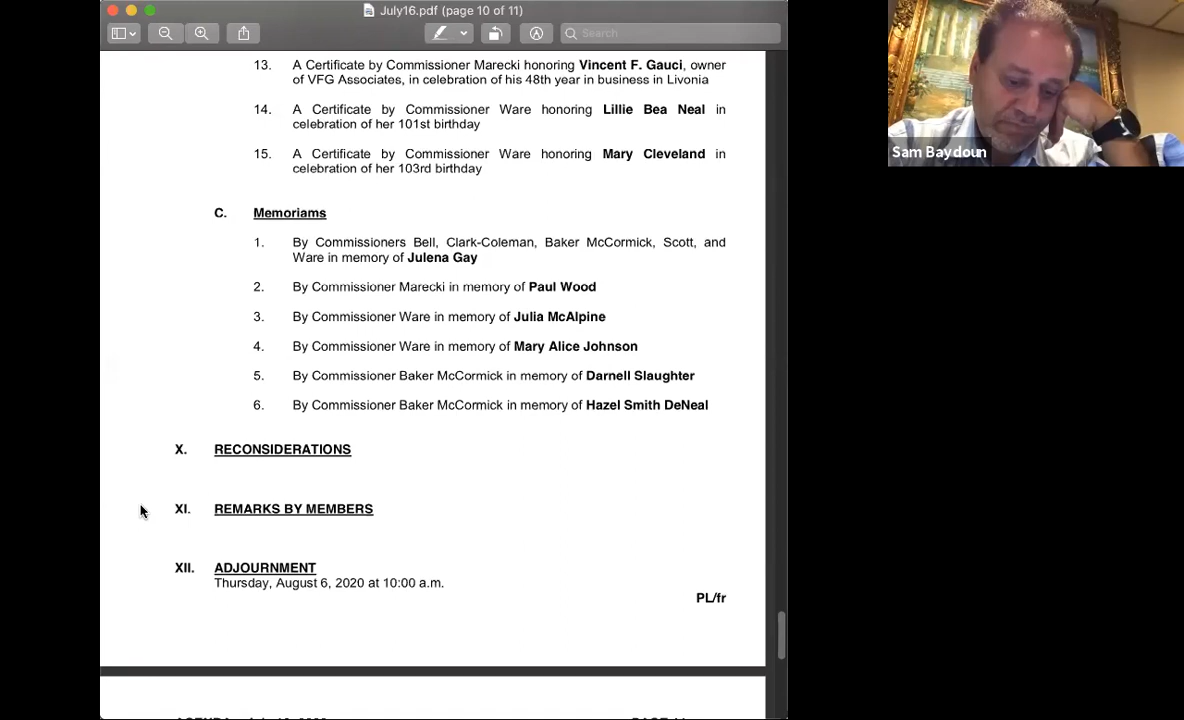 July16.pdf (page 10 of 11)
Search
13. A Certificate by Commissioner Marecki honoring Vincent F. Gauci, owner
of VFG Associates, in celebration of his 48th year in business in Livonia
14. A Certificate by Commissioner Ware honoring Lillie Bea Neal in
celebration of her 101st birthday
15. A Certificate by Commissioner Ware honoring Mary Cleveland in
celebration of her 103rd birthday
C. Memoriams
1. By Commissioners Bell, Clark-Coleman, Baker McCormick, Scott, and
Ware in memory of Julena Gay
2. By Commissioner Marecki in memory of Paul Wood
3. By Commissioner Ware in memory of Julia McAlpine
4. By Commissioner Ware in memory of Mary Alice Johnson
5. By Commissioner Baker McCormick in memory of Darnell Slaughter
6. By Commissioner Baker McCormick in memory of Hazel Smith DeNeal
X. RECONSIDERATIONS
XI. REMARKS BY MEMBERS
XII. ADJOURNMENT
Thursday, August 6, 2020 at 10:00 a.m.
PL/fr
Sam Baydoun